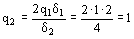 q₂ = 2q₁δ₁/δ₂ = 2·1·2/4 = 1